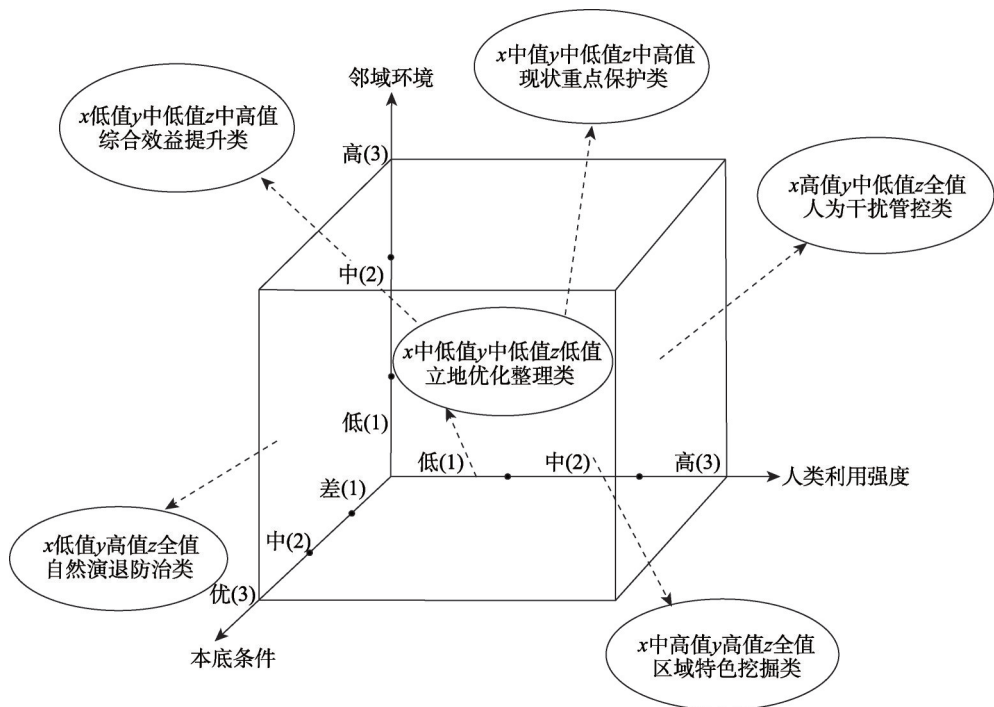 x中值y中低值z中高值
现状重点保护类
邻域环境
x低值y中低值z中高值
综合效益提升类
高(3)
x高值y中低值z全值
人为干扰管控类
中(2)
x中低值y中低值z低值
立地优化整理类
低(1)
低(1)
中(2)
高(3)
人类利用强度
差(1)
中(2)
x低值y高值z全值
自然演退防治类
优(3)
本底条件
x中高值y高值z全值
区域特色挖掘类